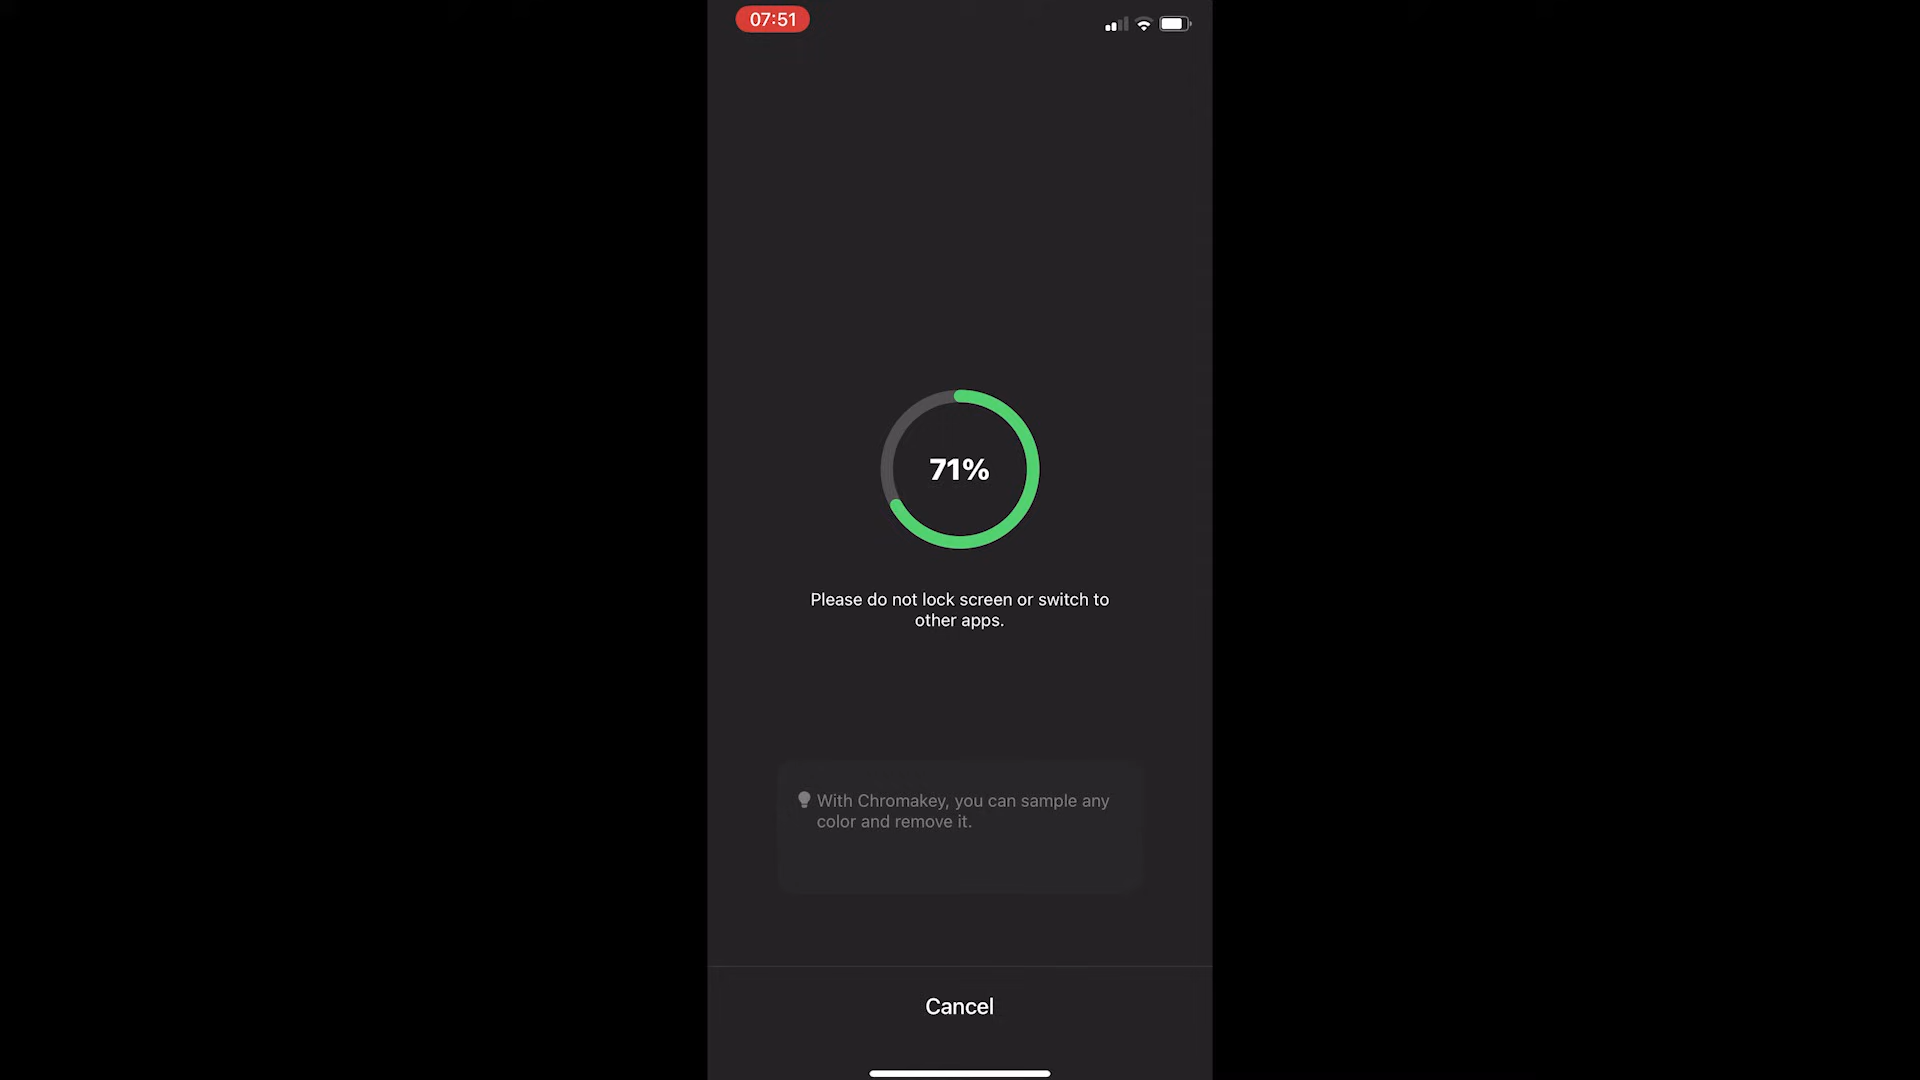 07:51
71%
Please do not lock screen or switch to
other apps.
With Chromakey, you can sample any
color and remove it.
Cancel